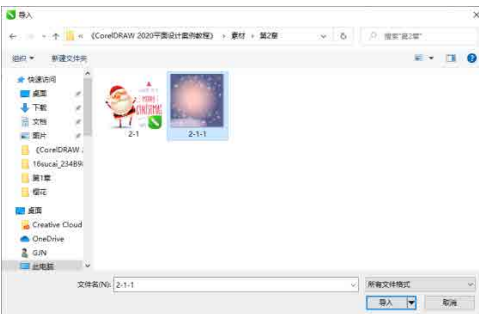 导入
« 《CorelDRAW 2020平面设计案例教程》 › 素材 › 第2章
搜索"第2章"
组织 新建文件夹
快速访问
桌面
下载
文档
图片
《CorelDRAW
16sucai_23489
第1章
樱花
桌面
Creative Cloud
OneDrive
GJN
此电脑
MERRY
CHRISTMAS
2-1
2-1-1
文件名(N): 2-1-1
所有文件格式
导入
取消